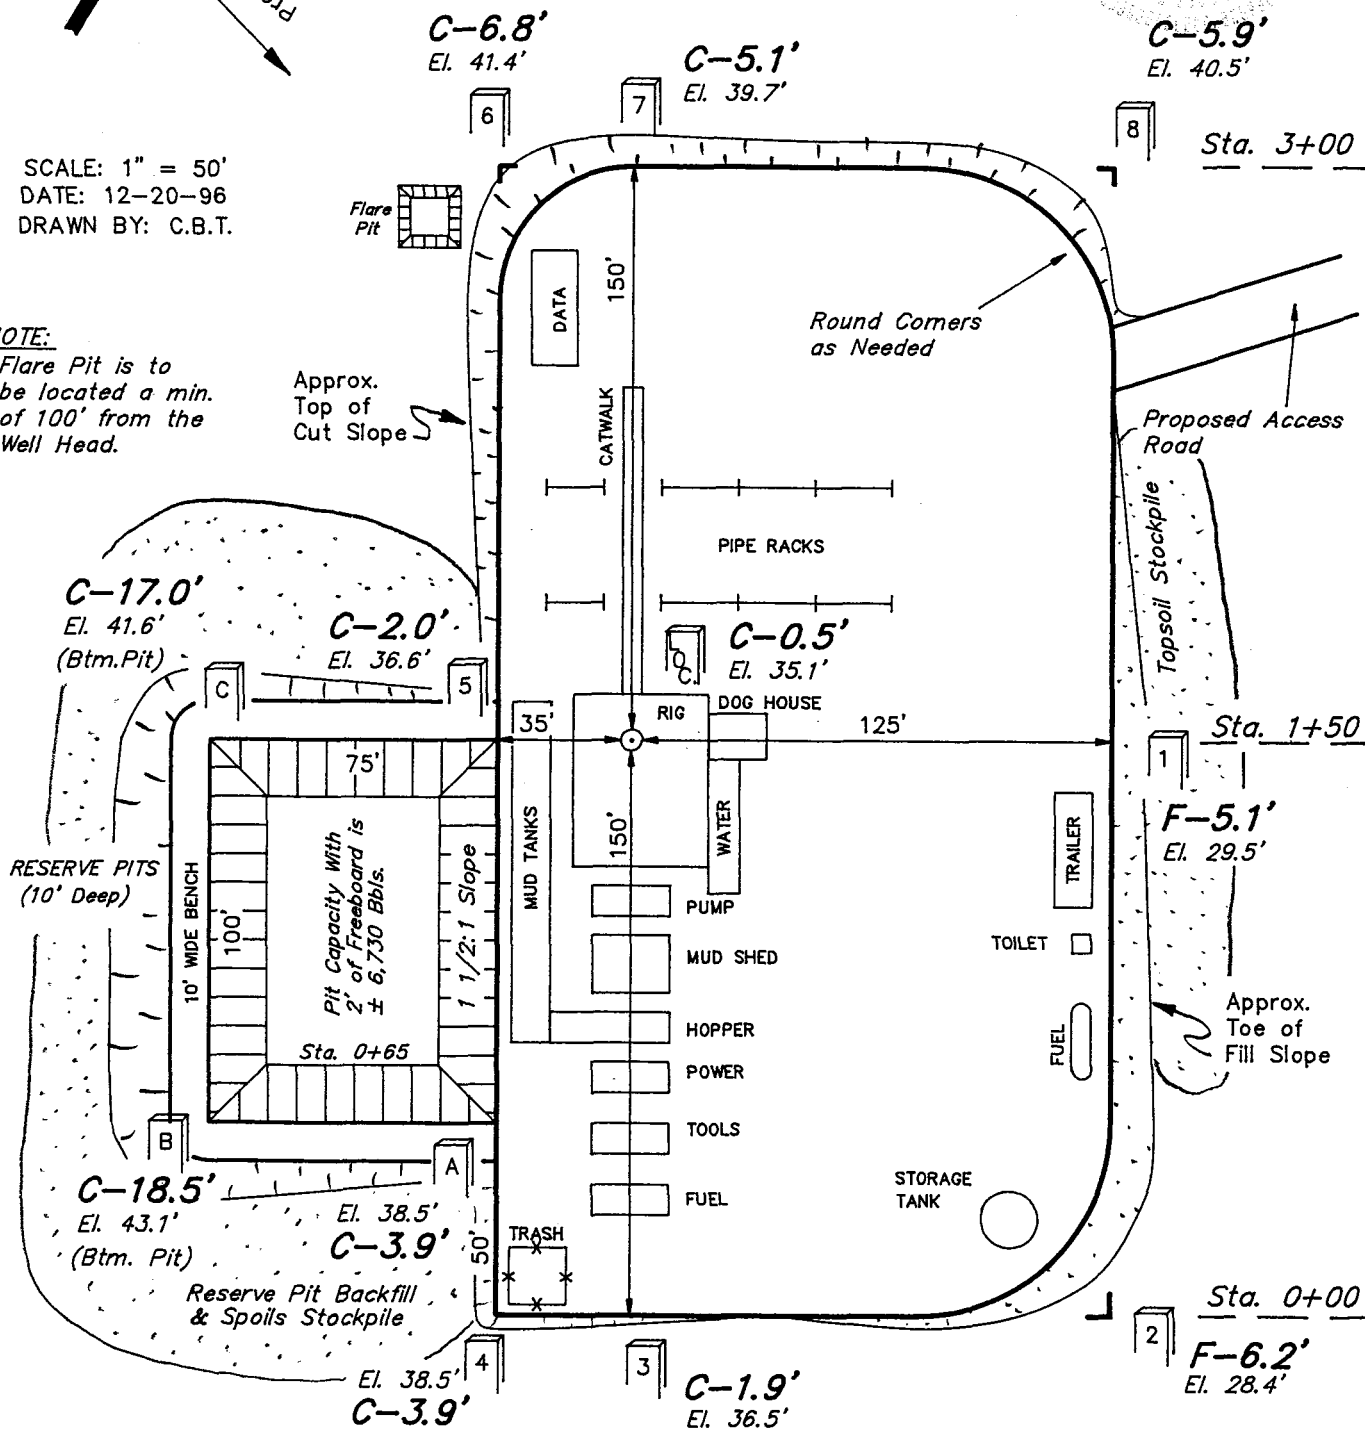 C-6.8'
El. 41.4'
C-5.1'
El. 39.7'
C-5.9'
El. 40.5'
6
7
8
Sta. 3+00
SCALE: 1" = 50'
DATE: 12-20-96
DRAWN BY: C.B.T.
Flare
Pit
DATA
150'
Round Corners
as Needed
OTE:
Flare Pit is to
be located a min.
of 100' from the
Well Head.
Approx.
Top of
Cut Slope
CATWALK
Proposed Access
Road
Topsoil Stockpile
PIPE RACKS
C-17.0'
El. 41.6'
(Btm.Pit)
C-2.0'
El. 36.6'
C-0.5'
El. 35.1'
LOC.
C
5
RIG
DOG HOUSE
35'
125'
Sta. 1+50
1
75'
F-5.1'
El. 29.5'
RESERVE PITS
(10' Deep)
10' WIDE BENCH
100'
Pit Capacity With
2' of Freeboard is
± 6,730 Bbls.
1 1/2:1 Slope
MUD TANKS
150'
WATER
TRAILER
PUMP
TOILET
MUD SHED
Approx.
Toe of
Fill Slope
HOPPER
FUEL
Sta. 0+65
POWER
TOOLS
B
A
C-18.5'
El. 43.1'
(Btm. Pit)
El. 38.5'
C-3.9'
FUEL
STORAGE
TANK
50'
TRASH
Reserve Pit Backfill
& Spoils Stockpile
Sta. 0+00
4
3
2
El. 38.5'
C-3.9'
C-1.9'
El. 36.5'
F-6.2'
El. 28.4'